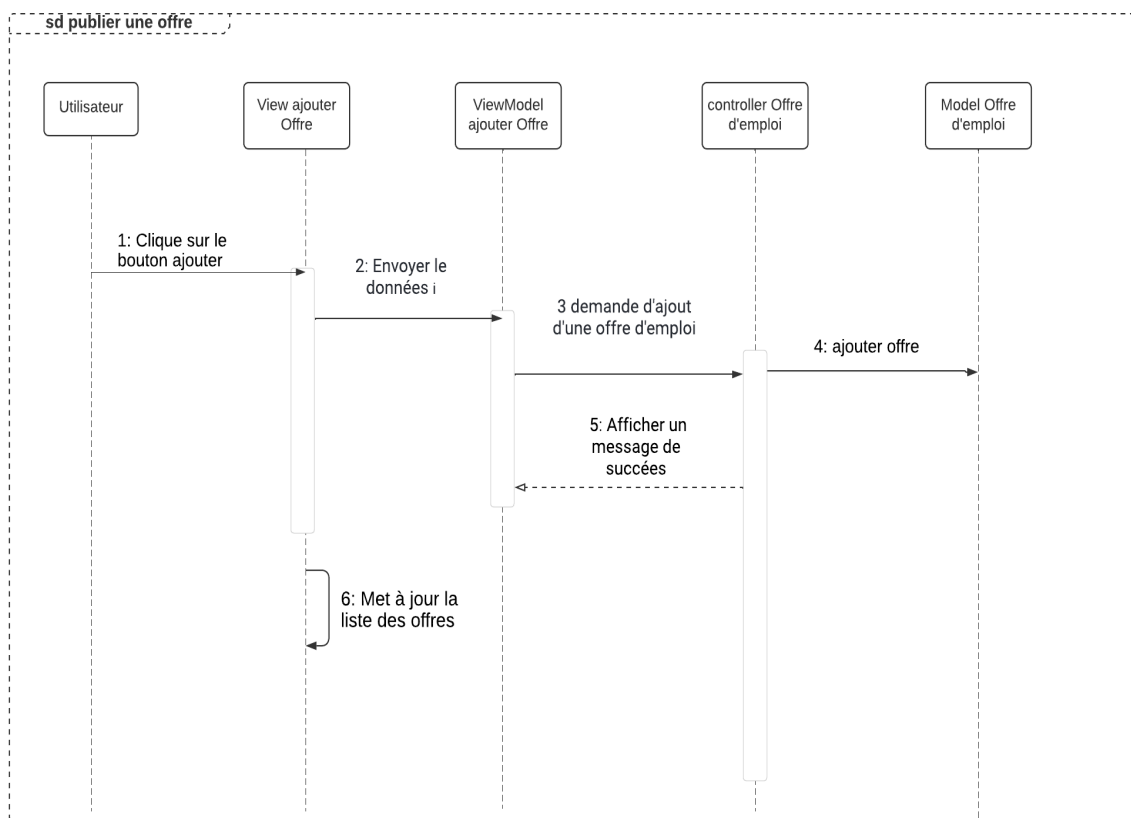 sd publier une offre
Utilisateur
View ajouter
Offre
ViewModel
ajouter Offre
controller Offre
d'emploi
Model Offre
d'emploi
1: Clique sur le
bouton ajouter
2: Envoyer le
données i
3 demande d'ajout
d'une offre d'emploi
4: ajouter offre
5: Afficher un
message de
succées
6: Met à jour la
liste des offres